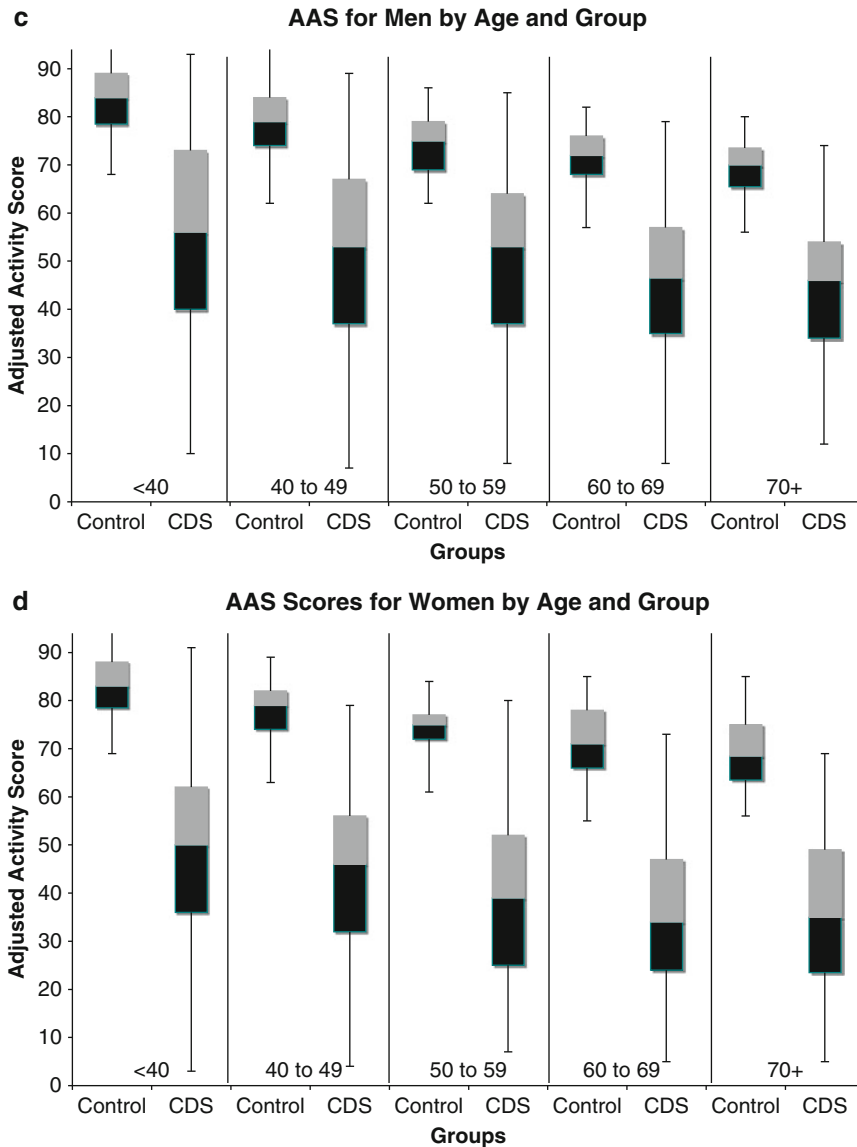 c
AAS for Men by Age and Group
Adjusted Activity Score
90
80
70
60
50
40
30
20
10
0
<40 40 to 49 50 to 59 60 to 69 70+
Control CDS Control CDS Control CDS Control CDS Control CDS
Groups
d
AAS Scores for Women by Age and Group
Adjusted Activity Score
90
80
70
60
50
40
30
20
10
0
<40 40 to 49 50 to 59 60 to 69 70+
Control CDS Control CDS Control CDS Control CDS Control CDS
Groups